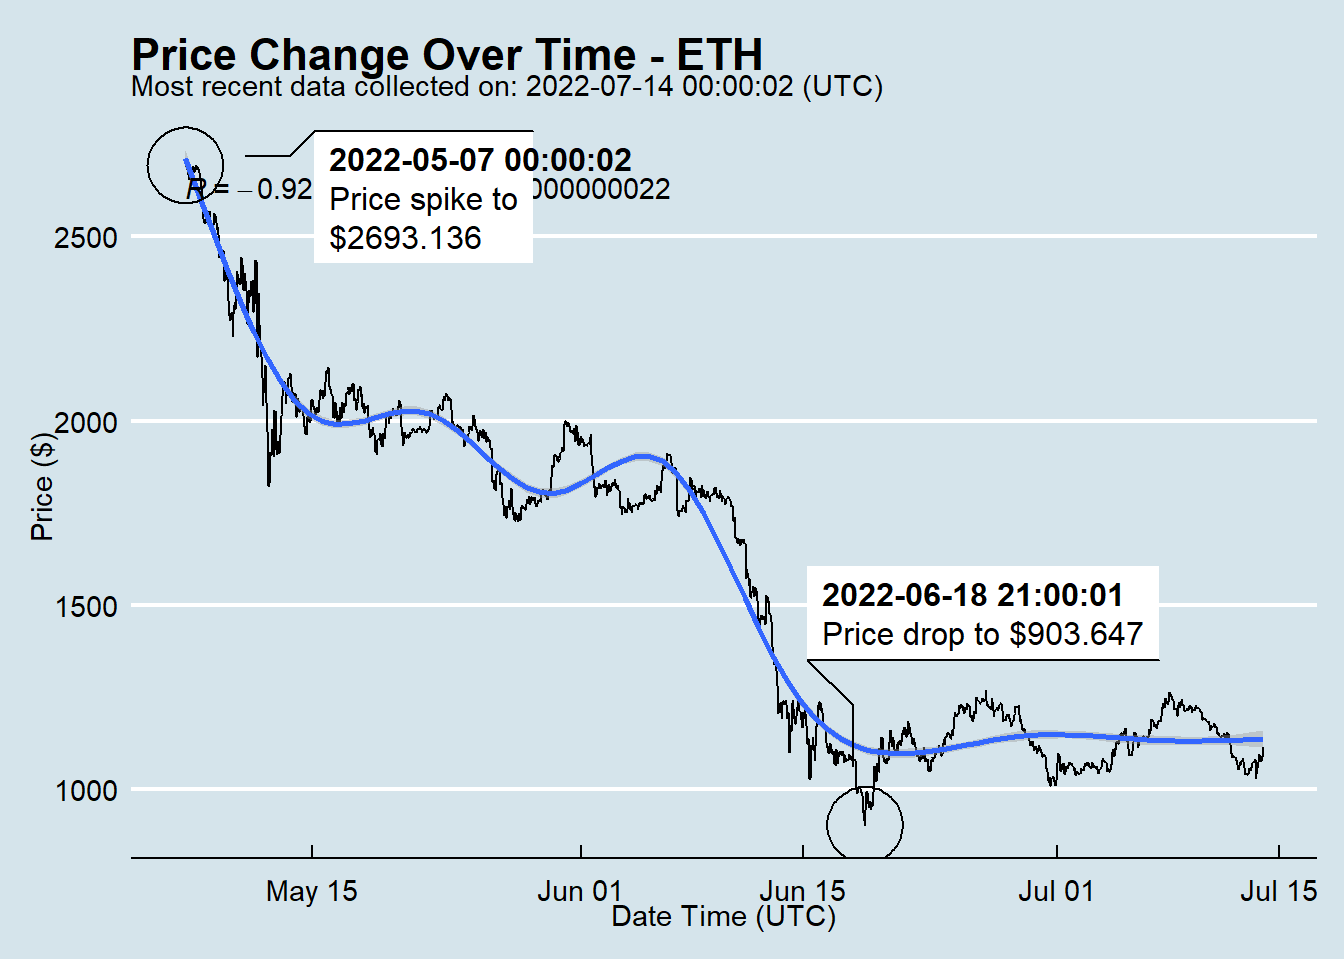 Price Change Over Time - ETH
Most recent data collected on: 2022-07-14 00:00:02 (UTC)
2022-05-07 00:00:02
Price spike to
$2693.136
R = −0.92
000000022
2500
2000
1500
1000
Price ($)
2022-06-18 21:00:01
Price drop to $903.647
May 15
Jun 01
Jun 15
Jul 01
Jul 15
Date Time (UTC)